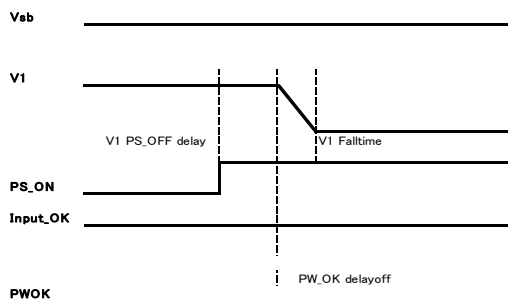 Vsb
V1
V1 PS_OFF delay
V1 Falltime
PS_ON
Input_OK
PW_OK delayoff
PWOK